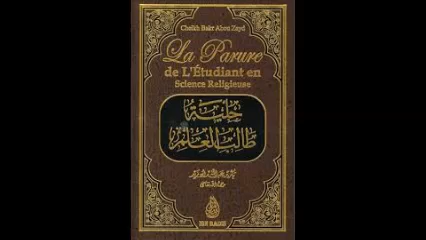 Cheikh Bakr Abou Zayd
La Parure
de L'Étudiant en
Science Religieuse
حلية
طالب العلم